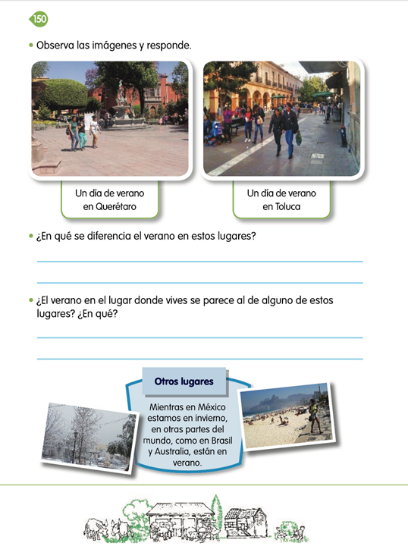 150
• Observa las imágenes y responde.
Un día de verano
en Querétaro
Un día de verano
en Toluca
• ¿En qué se diferencia el verano en estos lugares?
• ¿El verano en el lugar donde vives se parece al de alguno de estos
lugares? ¿En qué?
Otros lugares
Mientras en México
estamos en invierno,
en otras partes del
mundo, como en Brasil
y Australia, están en
verano.